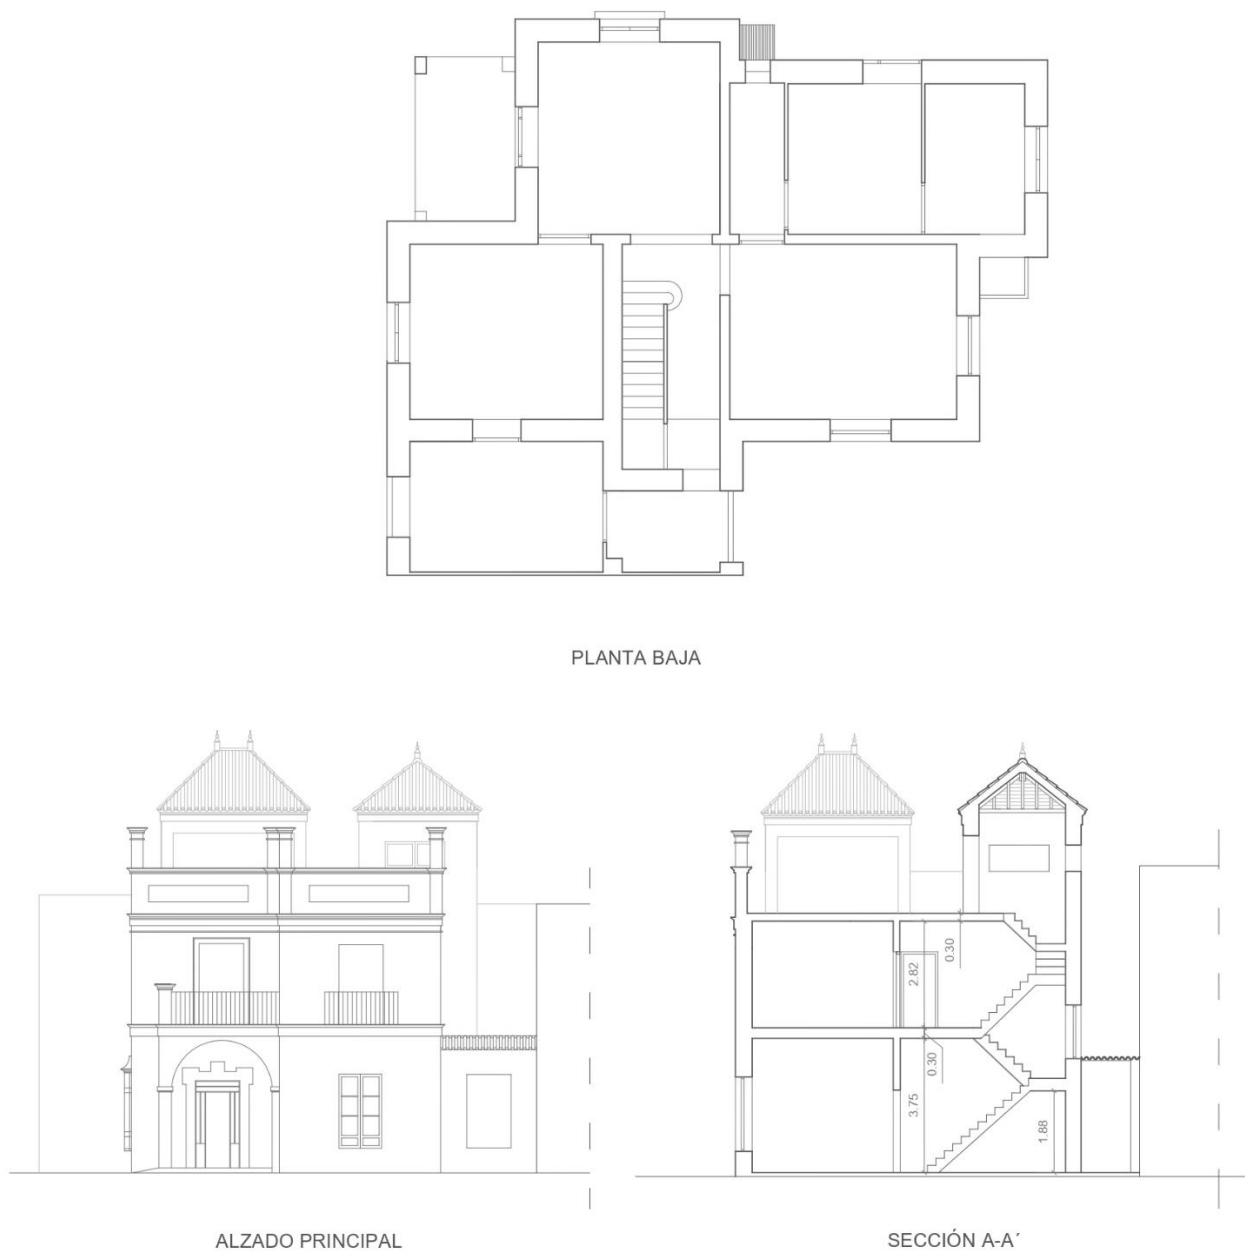 PLANTA BAJA
2.82
0.30
0.30
3.75
1.88
ALZADO PRINCIPAL
SECCIÓN A-A´